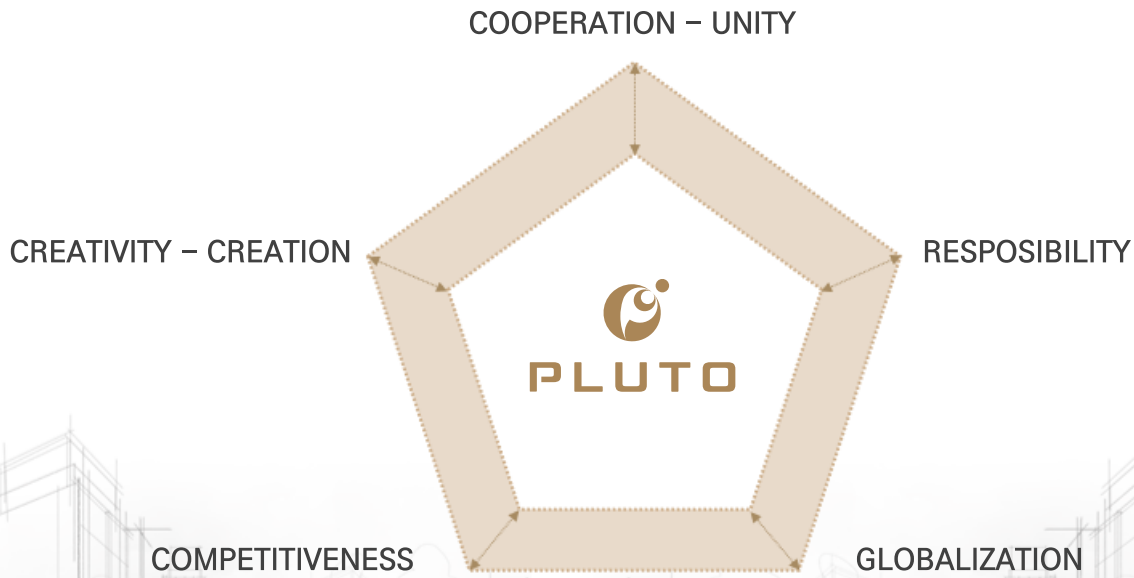 COOPERATION – UNITY
CREATIVITY – CREATION
RESPOSIBILITY
PLUTO
COMPETITIVENESS
GLOBALIZATION